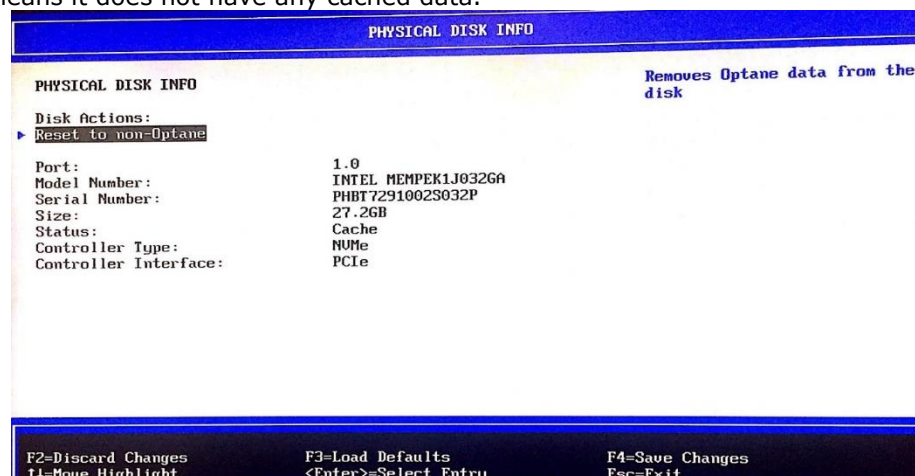 means it does not have any cached data.
PHYSICAL DISK INFO
PHYSICAL DISK INFO
Removes Optane data from the
disk
Disk Actions:
Reset to non-Optane
Port: 1.0
Model Number: INTEL MEMPEK1J032GA
Serial Number: PHBT7291002S032P
Size: 27.2GB
Status: Cache
Controller Type: NVMe
Controller Interface: PCIe
F2=Discard Changes F3=Load Defaults F4=Save Changes
↑↓=Move Highlight <Enter>=Select Entry Esc=Exit